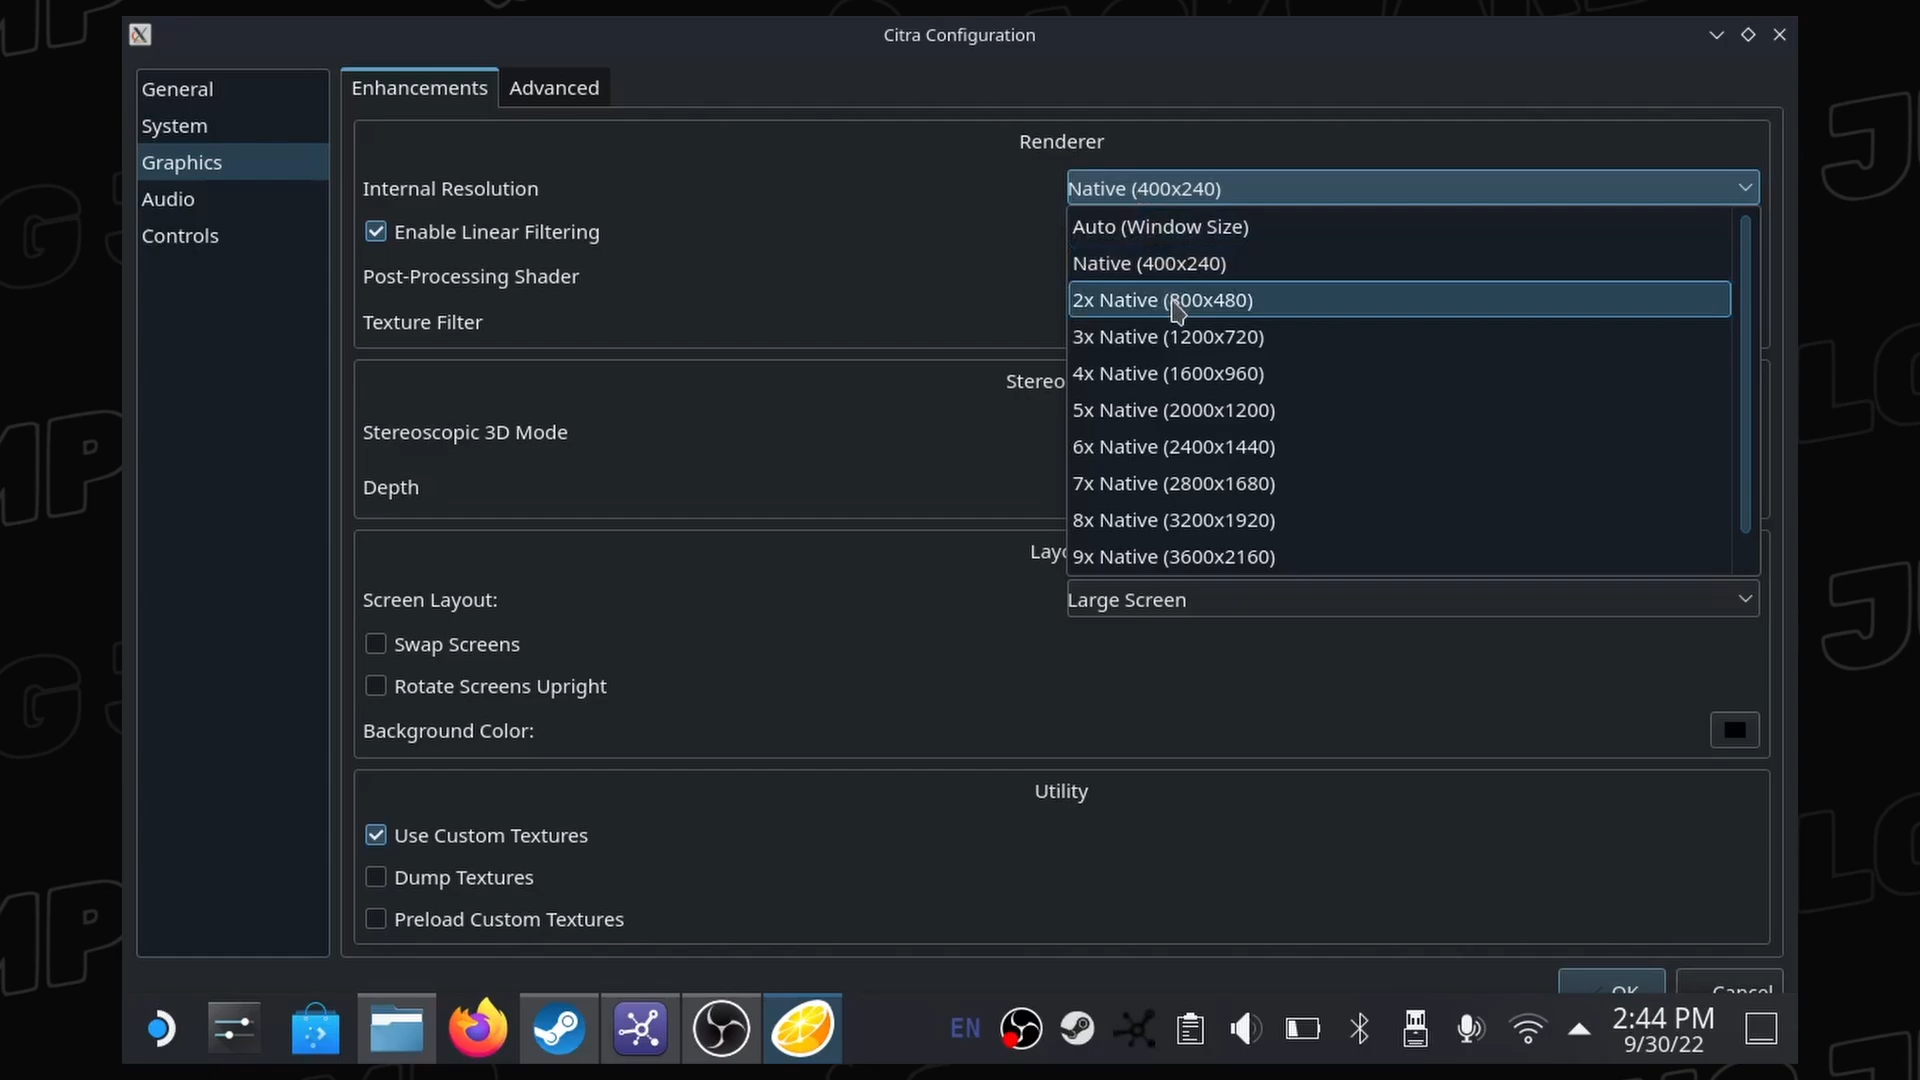 Citra Configuration
General
System
Graphics
Audio
Controls
Enhancements
Advanced
Renderer
Internal Resolution
Native (400x240)
Auto (Window Size)
Native (400x240)
2x Native (800x480)
3x Native (1200x720)
4x Native (1600x960)
5x Native (2000x1200)
6x Native (2400x1440)
7x Native (2800x1680)
8x Native (3200x1920)
9x Native (3600x2160)
Enable Linear Filtering
Post-Processing Shader
Texture Filter
Stereo
Stereoscopic 3D Mode
Depth
Layo
Screen Layout:
Large Screen
Swap Screens
Rotate Screens Upright
Background Color:
Utility
Use Custom Textures
Dump Textures
Preload Custom Textures
OK
Cancel
EN
2:44 PM
9/30/22